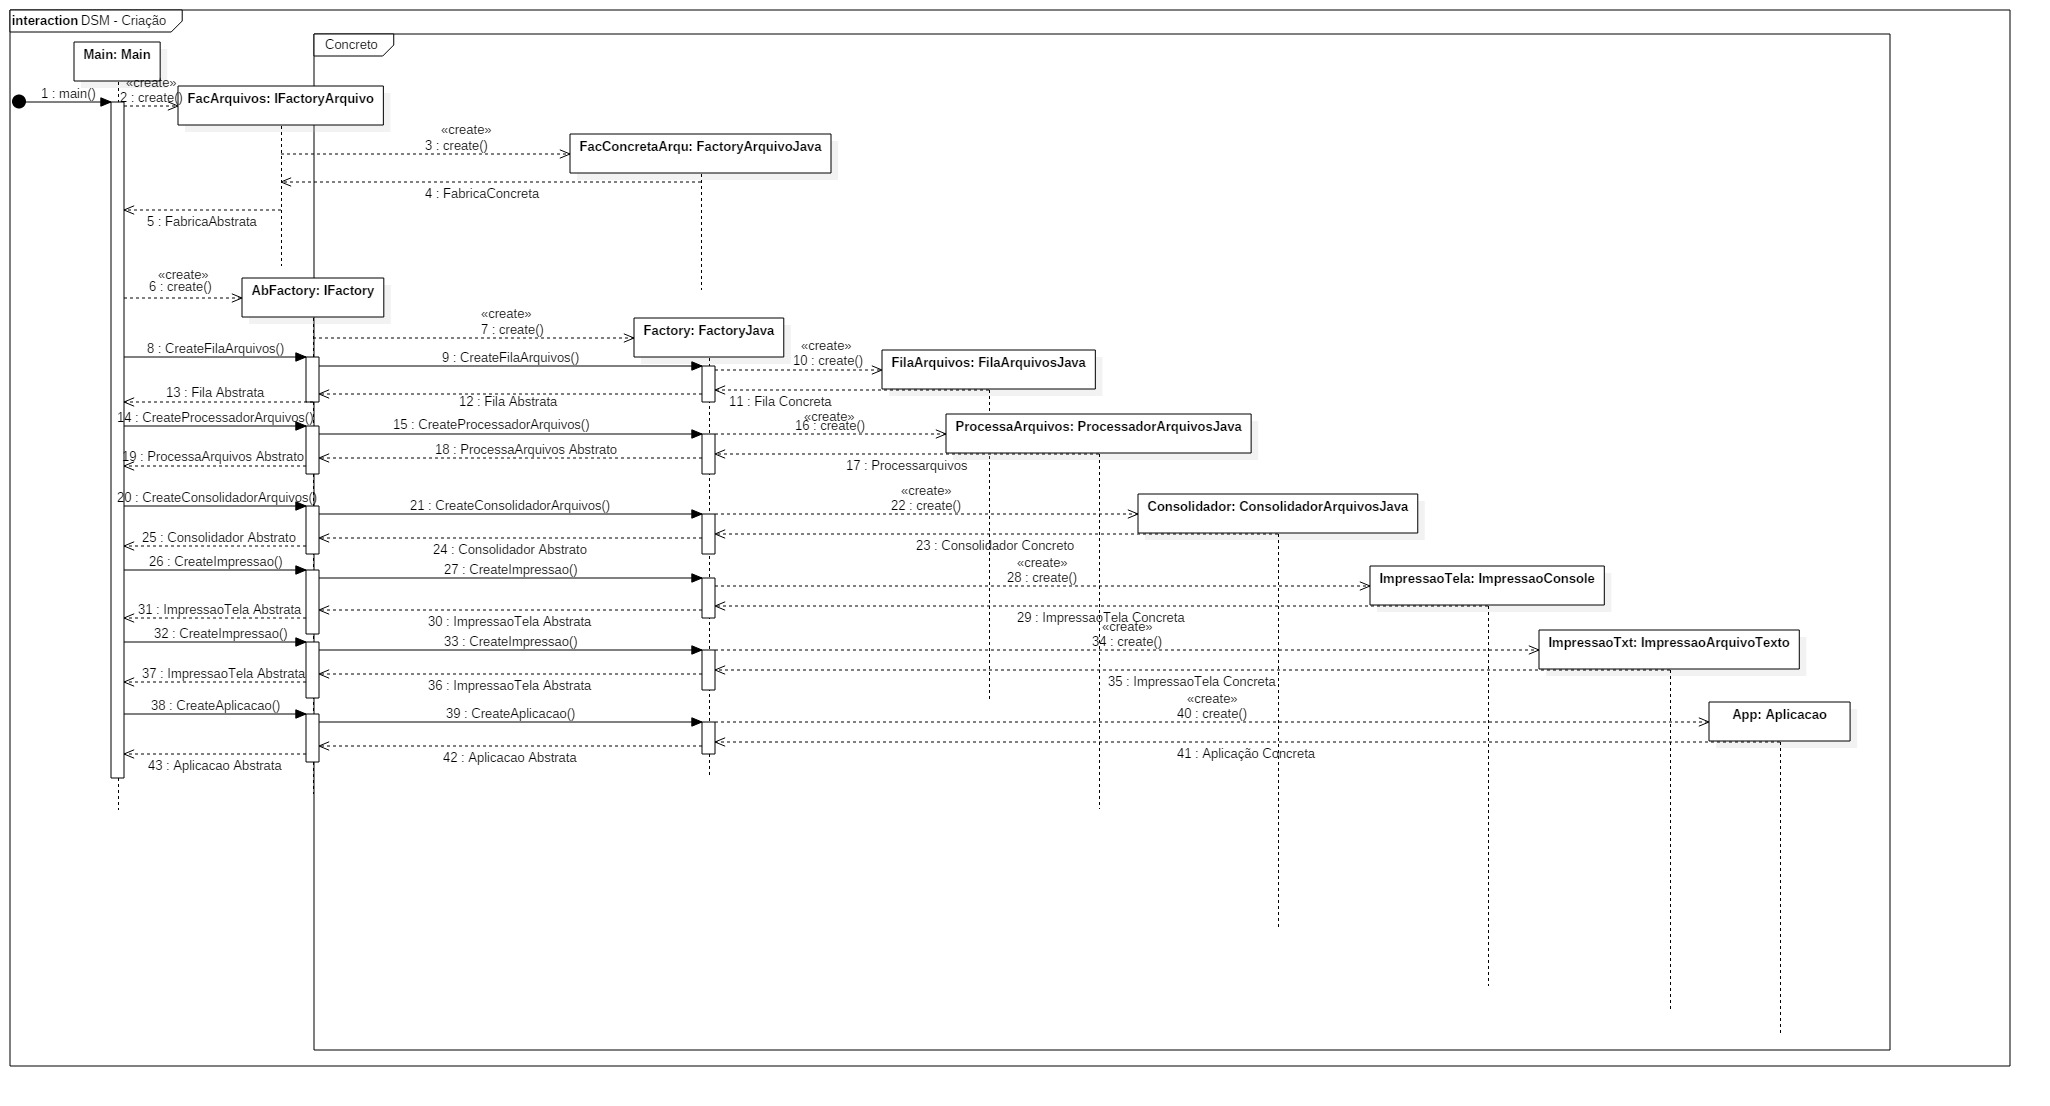 interaction DSM - Criação
Concreto
Main: Main
«create»
1 : main()
2 : create()
FacArquivos: IFactoryArquivo
«create»
3 : create()
FacConcretaArqu: FactoryArquivoJava
4 : FabricaConcreta
5 : FabricaAbstrata
«create»
6 : create()
AbFactory: IFactory
«create»
7 : create()
Factory: FactoryJava
8 : CreateFilaArquivos()
9 : CreateFilaArquivos()
«create»
10 : create()
FilaArquivos: FilaArquivosJava
11 : Fila Concreta
12 : Fila Abstrata
13 : Fila Abstrata
14 : CreateProcessadorArquivos()
15 : CreateProcessadorArquivos()
«create»
16 : create()
ProcessaArquivos: ProcessadorArquivosJava
17 : Processarquivos
18 : ProcessaArquivos Abstrato
19 : ProcessaArquivos Abstrato
20 : CreateConsolidadorArquivos()
21 : CreateConsolidadorArquivos()
«create»
22 : create()
Consolidador: ConsolidadorArquivosJava
23 : Consolidador Concreto
24 : Consolidador Abstrato
25 : Consolidador Abstrato
26 : CreateImpressao()
27 : CreateImpressao()
«create»
28 : create()
ImpressaoTela: ImpressaoConsole
29 : ImpressaoTela Concreta
30 : ImpressaoTela Abstrata
31 : ImpressaoTela Abstrata
32 : CreateImpressao()
33 : CreateImpressao()
«create»
34 : create()
ImpressaoTxt: ImpressaoArquivoTexto
35 : ImpressaoTela Concreta
36 : ImpressaoTela Abstrata
37 : ImpressaoTela Abstrata
38 : CreateAplicacao()
39 : CreateAplicacao()
«create»
40 : create()
App: Aplicacao
41 : Aplicação Concreta
42 : Aplicacao Abstrata
43 : Aplicacao Abstrata